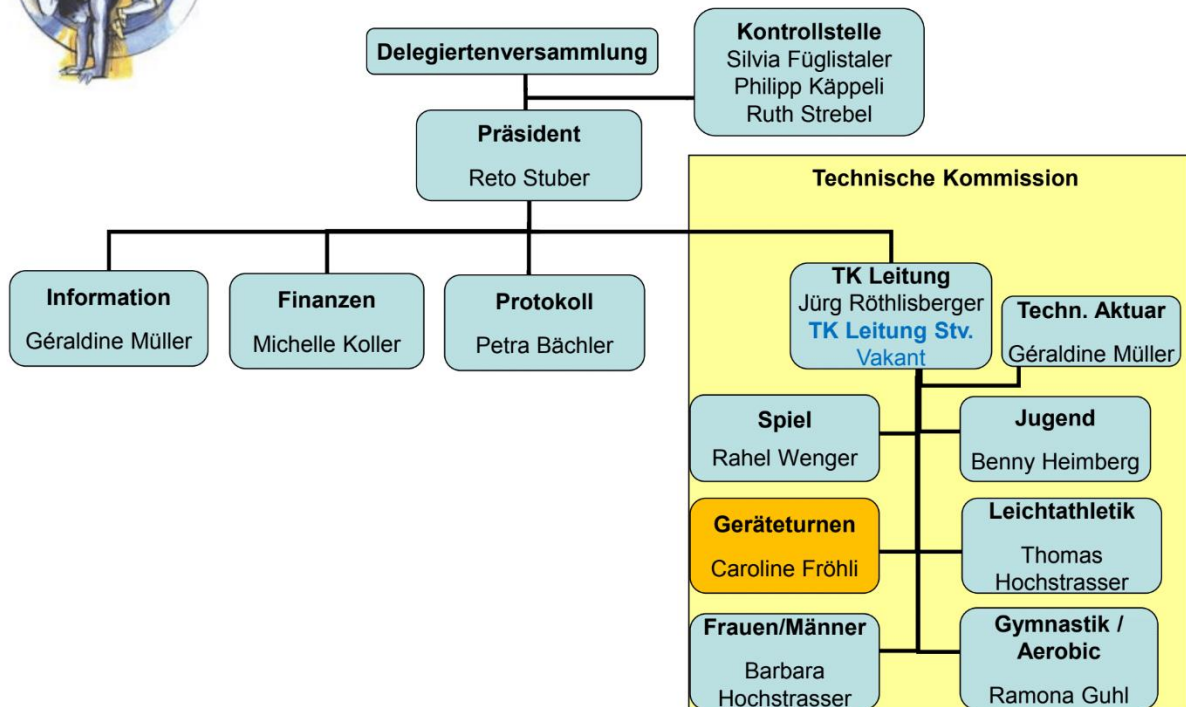 Delegiertenversammlung
Kontrollstelle
Silvia Füglistaler
Philipp Käppeli
Ruth Strebel
Präsident
Reto Stuber
Technische Kommission
Information
Géraldine Müller
Finanzen
Michelle Koller
Protokoll
Petra Bächler
TK Leitung
Jürg Röthlisberger
TK Leitung Stv.
Vakant
Techn. Aktuar
Géraldine Müller
Spiel
Rahel Wenger
Jugend
Benny Heimberg
Geräteturnen
Caroline Fröhli
Leichtathletik
Thomas
Hochstrasser
Frauen/Männer
Barbara
Hochstrasser
Gymnastik /
Aerobic
Ramona Guhl